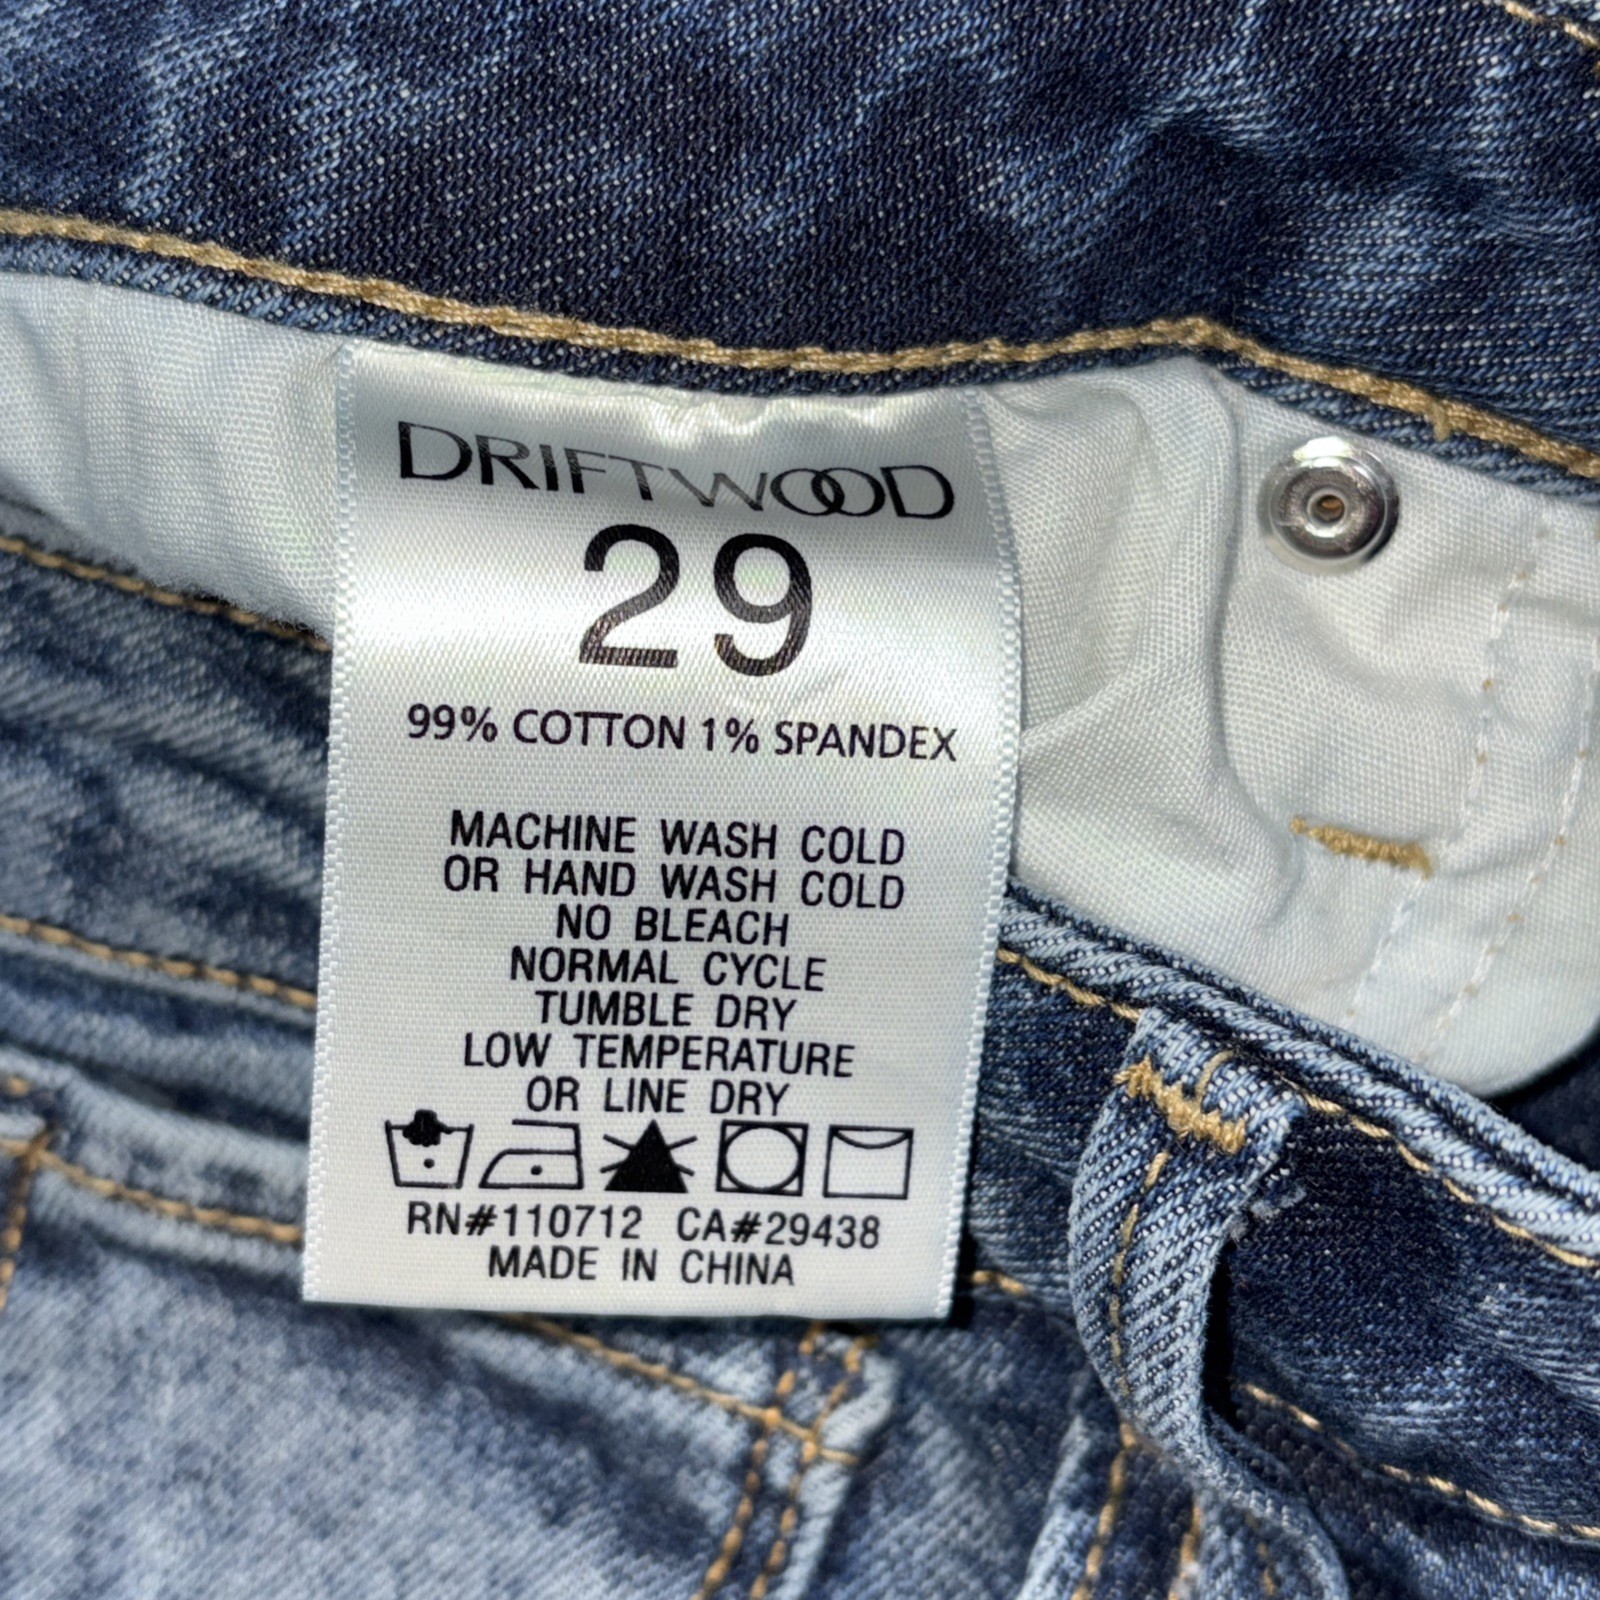 DRIFTWOOD
29
99% COTTON 1% SPANDEX
MACHINE WASH COLD
OR HAND WASH COLD
NO BLEACH
NORMAL CYCLE
TUMBLE DRY
LOW TEMPERATURE
OR LINE DRY
RN#110712 CA#29438
MADE IN CHINA